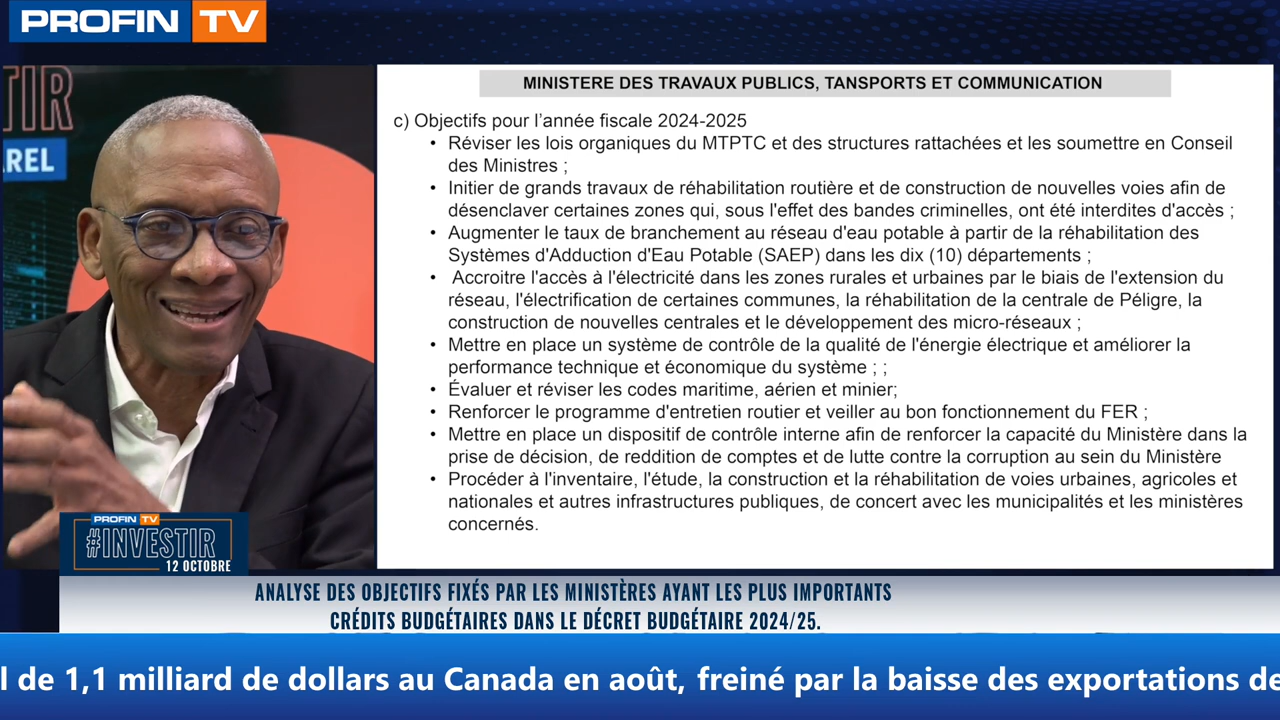 PROFIN TV
TIR
AREL
MINISTERE DES TRAVAUX PUBLICS, TANSPORTS ET COMMUNICATION
c) Objectifs pour l’année fiscale 2024-2025
• Réviser les lois organiques du MTPTC et des structures rattachées et les soumettre en Conseil
des Ministres ;
• Initier de grands travaux de réhabilitation routière et de construction de nouvelles voies afin de
désenclaver certaines zones qui, sous l'effet des bandes criminelles, ont été interdites d'accès ;
• Augmenter le taux de branchement au réseau d'eau potable à partir de la réhabilitation des
Systèmes d'Adduction d'Eau Potable (SAEP) dans les dix (10) départements ;
• Accroitre l'accès à l'électricité dans les zones rurales et urbaines par le biais de l'extension du
réseau, l'électrification de certaines communes, la réhabilitation de la centrale de Péligre, la
construction de nouvelles centrales et le développement des micro-réseaux ;
• Mettre en place un système de contrôle de la qualité de l'énergie électrique et améliorer la
performance technique et économique du système ; ;
• Évaluer et réviser les codes maritime, aérien et minier;
• Renforcer le programme d'entretien routier et veiller au bon fonctionnement du FER ;
• Mettre en place un dispositif de contrôle interne afin de renforcer la capacité du Ministère dans la
prise de décision, de reddition de comptes et de lutte contre la corruption au sein du Ministère
• Procéder à l'inventaire, l'étude, la construction et la réhabilitation de voies urbaines, agricoles et
nationales et autres infrastructures publiques, de concert avec les municipalités et les ministères
concernés.
PROFIN TV
#INVESTIR
12 OCTOBRE
ANALYSE DES OBJECTIFS FIXÉS PAR LES MINISTÈRES AYANT LES PLUS IMPORTANTS
CRÉDITS BUDGÉTAIRES DANS LE DÉCRET BUDGÉTAIRE 2024/25.
l de 1,1 milliard de dollars au Canada en août, freiné par la baisse des exportations de